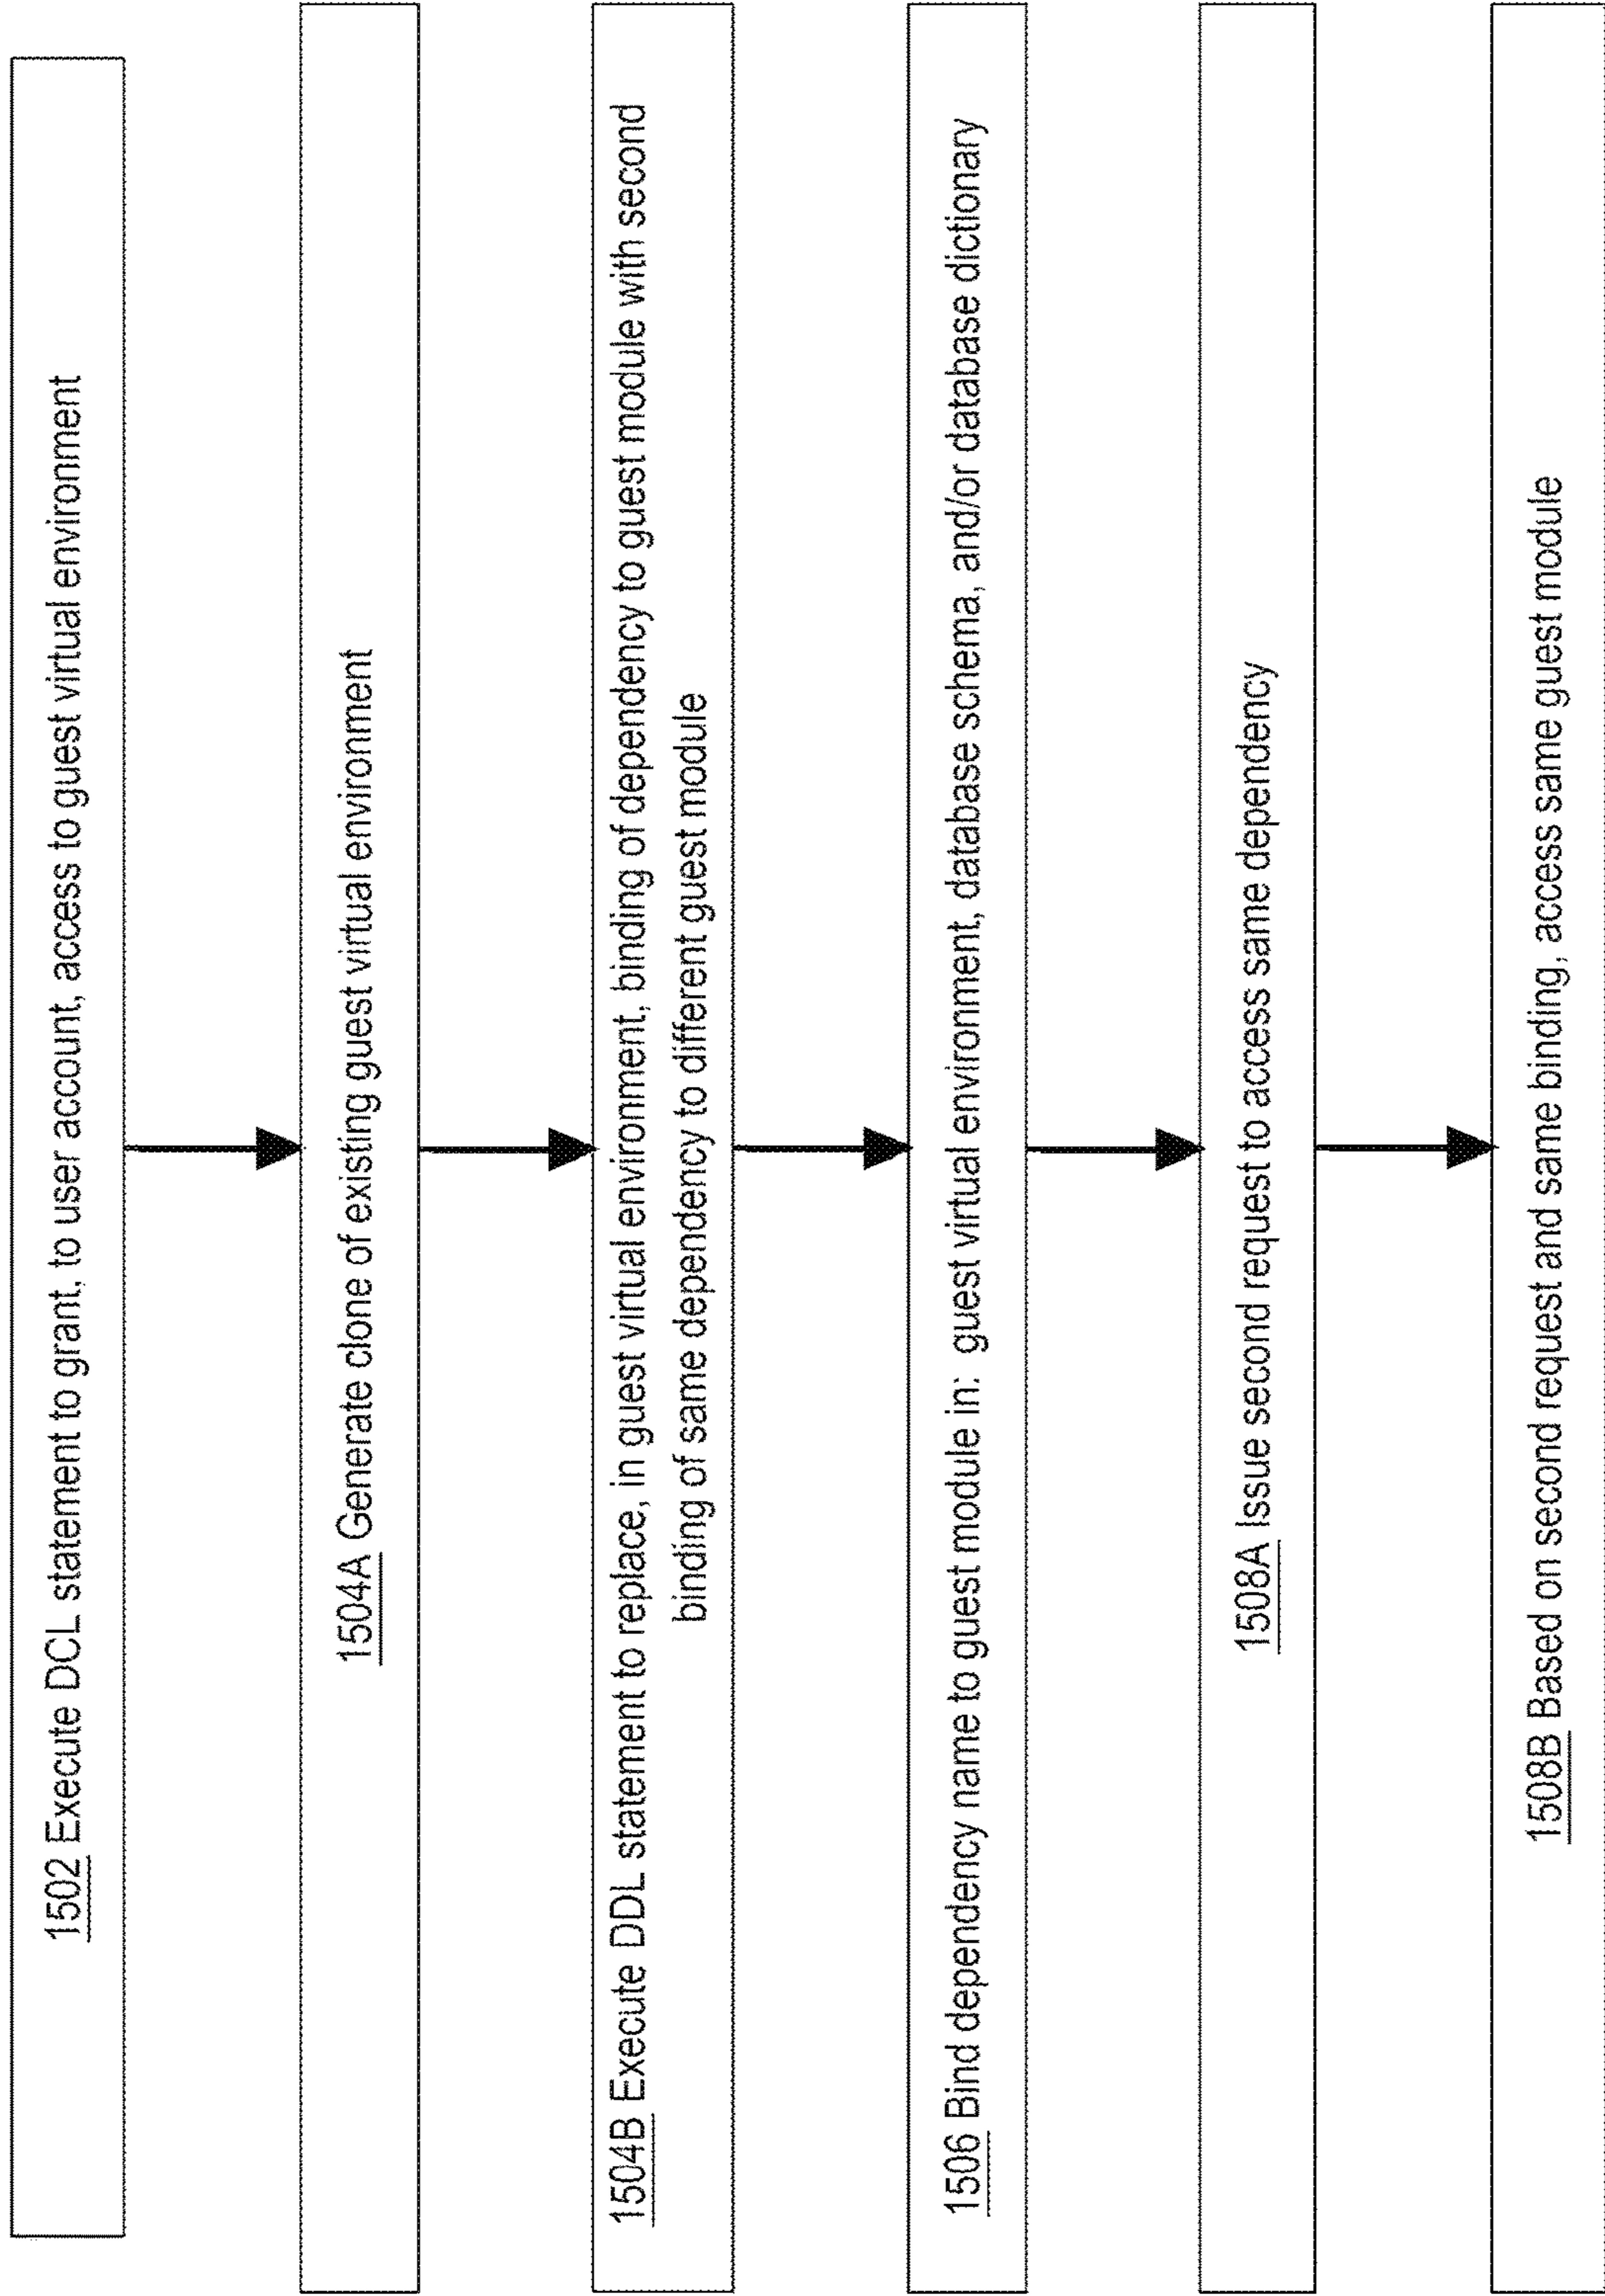 1502 Execute DCL statement to grant, to user account, access to guest virtual environment
1504A Generate clone of existing guest virtual environment
1504B Execute DDL statement to replace, in guest virtual environment, binding of dependency to guest module with second
binding of same dependency to different guest module
1506 Bind dependency name to guest module in: guest virtual environment, database schema, and/or database dictionary
1508A Issue second request to access same dependency
1508B Based on second request and same binding, access same guest module